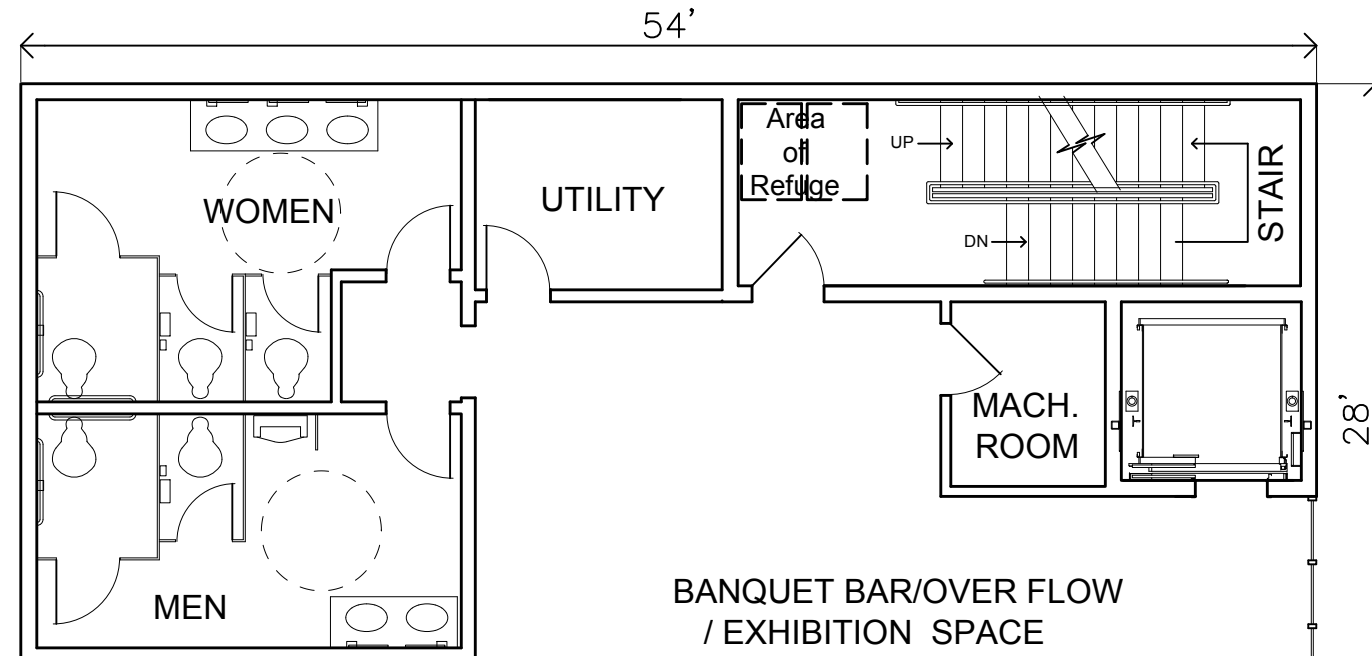 54'
Area
of
Refuge
UP
STAIR
UTILITY
WOMEN
DN
28'
MACH.
ROOM
BANQUET BAR/OVER FLOW
/ EXHIBITION SPACE
MEN